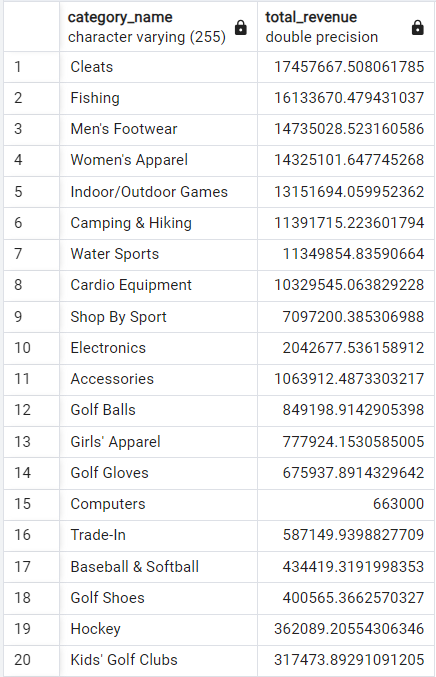 category_name total_revenue
character varying (255) double precision
1 Cleats 17457667.508061785
2 Fishing 16133670.479431037
3 Men's Footwear 14735028.523160586
4 Women's Apparel 14325101.647745268
5 Indoor/Outdoor Games 13151694.059952362
6 Camping & Hiking 11391715.223601794
7 Water Sports 11349854.83590664
8 Cardio Equipment 10329545.063829228
9 Shop By Sport 7097200.385306988
10 Electronics 2042677.536158912
11 Accessories 1063912.4873303217
12 Golf Balls 849198.9142905398
13 Girls' Apparel 777924.1530585005
14 Golf Gloves 675937.8914329642
15 Computers 663000
16 Trade-In 587149.9398827709
17 Baseball & Softball 434419.3191998353
18 Golf Shoes 400565.3662570327
19 Hockey 362089.20554306346
20 Kids' Golf Clubs 317473.89291091205